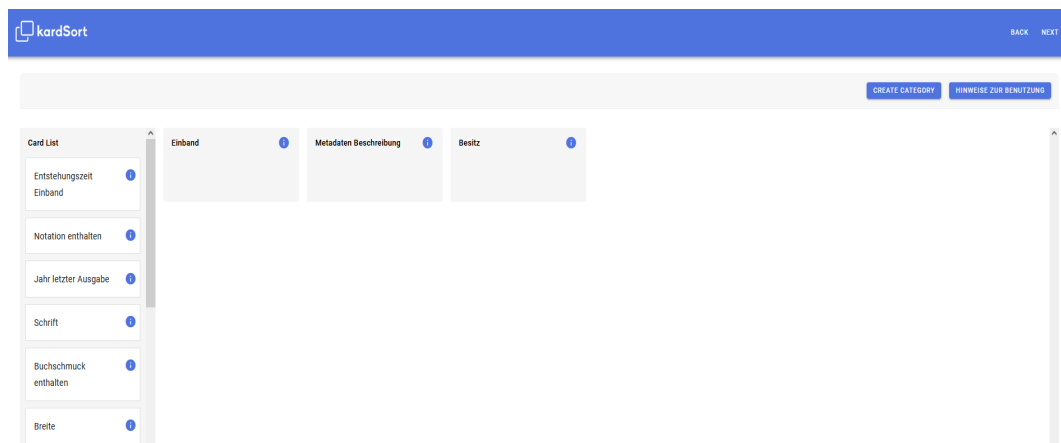 kardSort
BACK NEXT
CREATE CATEGORY HINWEISE ZUR BENUTZUNG
Card List
Entstehungszeit
Einband
Notation enthalten
Jahr letzter Ausgabe
Schrift
Buchschmuck
enthalten
Breite
Einband
Metadaten Beschreibung
Besitz